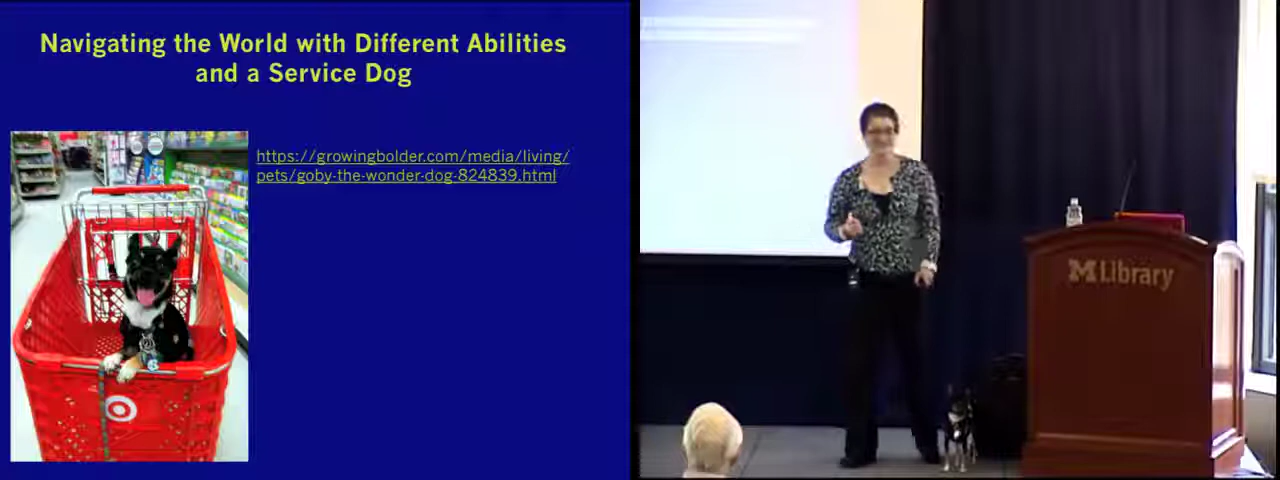 Navigating the World with Different Abilities
and a Service Dog
https://growingbolder.com/media/living/
pets/goby-the-wonder-dog-824839.html
M Library